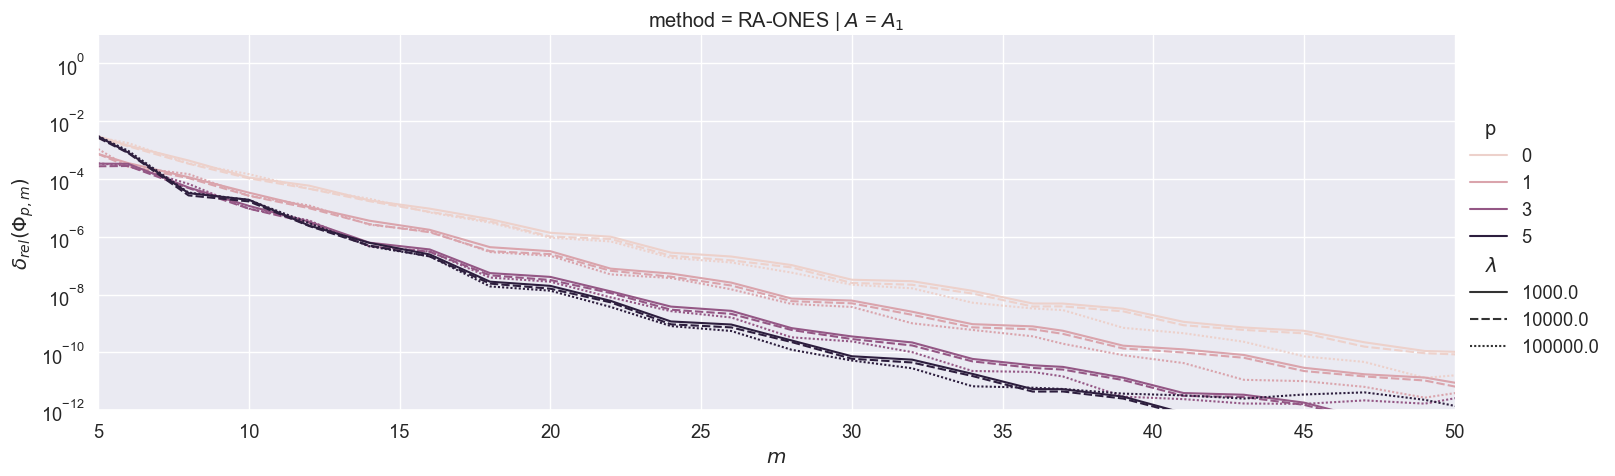 method = RA-ONES | A = A₁
10⁰
10⁻²
10⁻⁴
10⁻⁶
10⁻⁸
10⁻¹⁰
10⁻¹²
δ_rel(Φ_p,m)
5 10 15 20 25 30 35 40 45 50
m
p
0
1
3
5
λ
1000.0
10000.0
100000.0